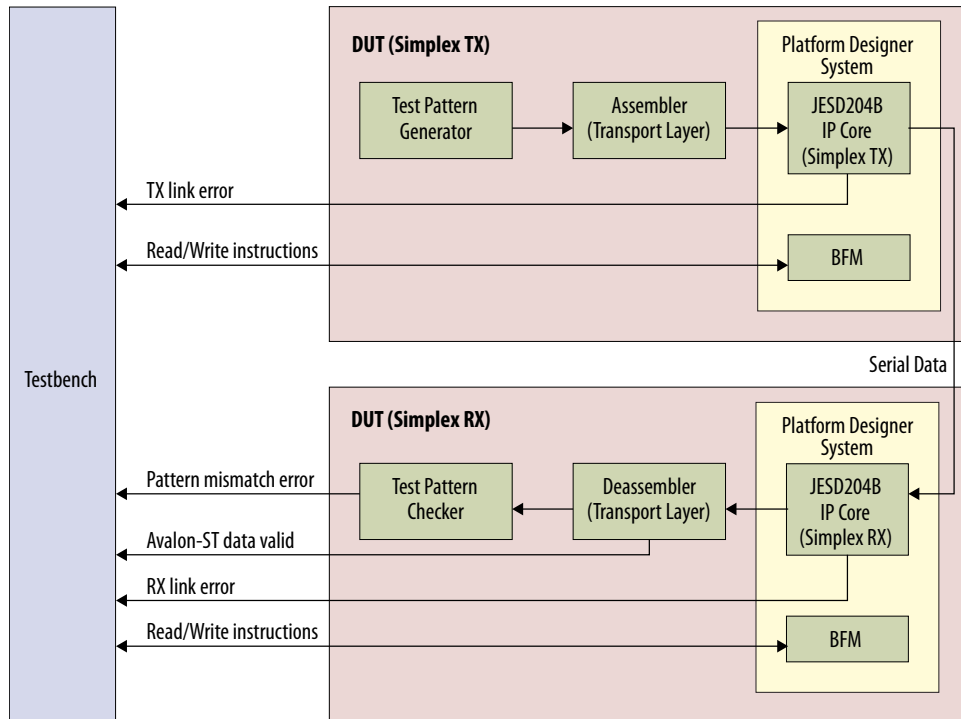 DUT (Simplex TX)
Platform Designer
System
Test Pattern
Generator
Assembler
(Transport Layer)
JESD204B
IP Core
(Simplex TX)
TX link error
Read/Write instructions
BFM
Testbench
Serial Data
DUT (Simplex RX)
Platform Designer
System
Pattern mismatch error
Test Pattern
Checker
Deassembler
(Transport Layer)
JESD204B
IP Core
(Simplex RX)
Avalon-ST data valid
RX link error
Read/Write instructions
BFM